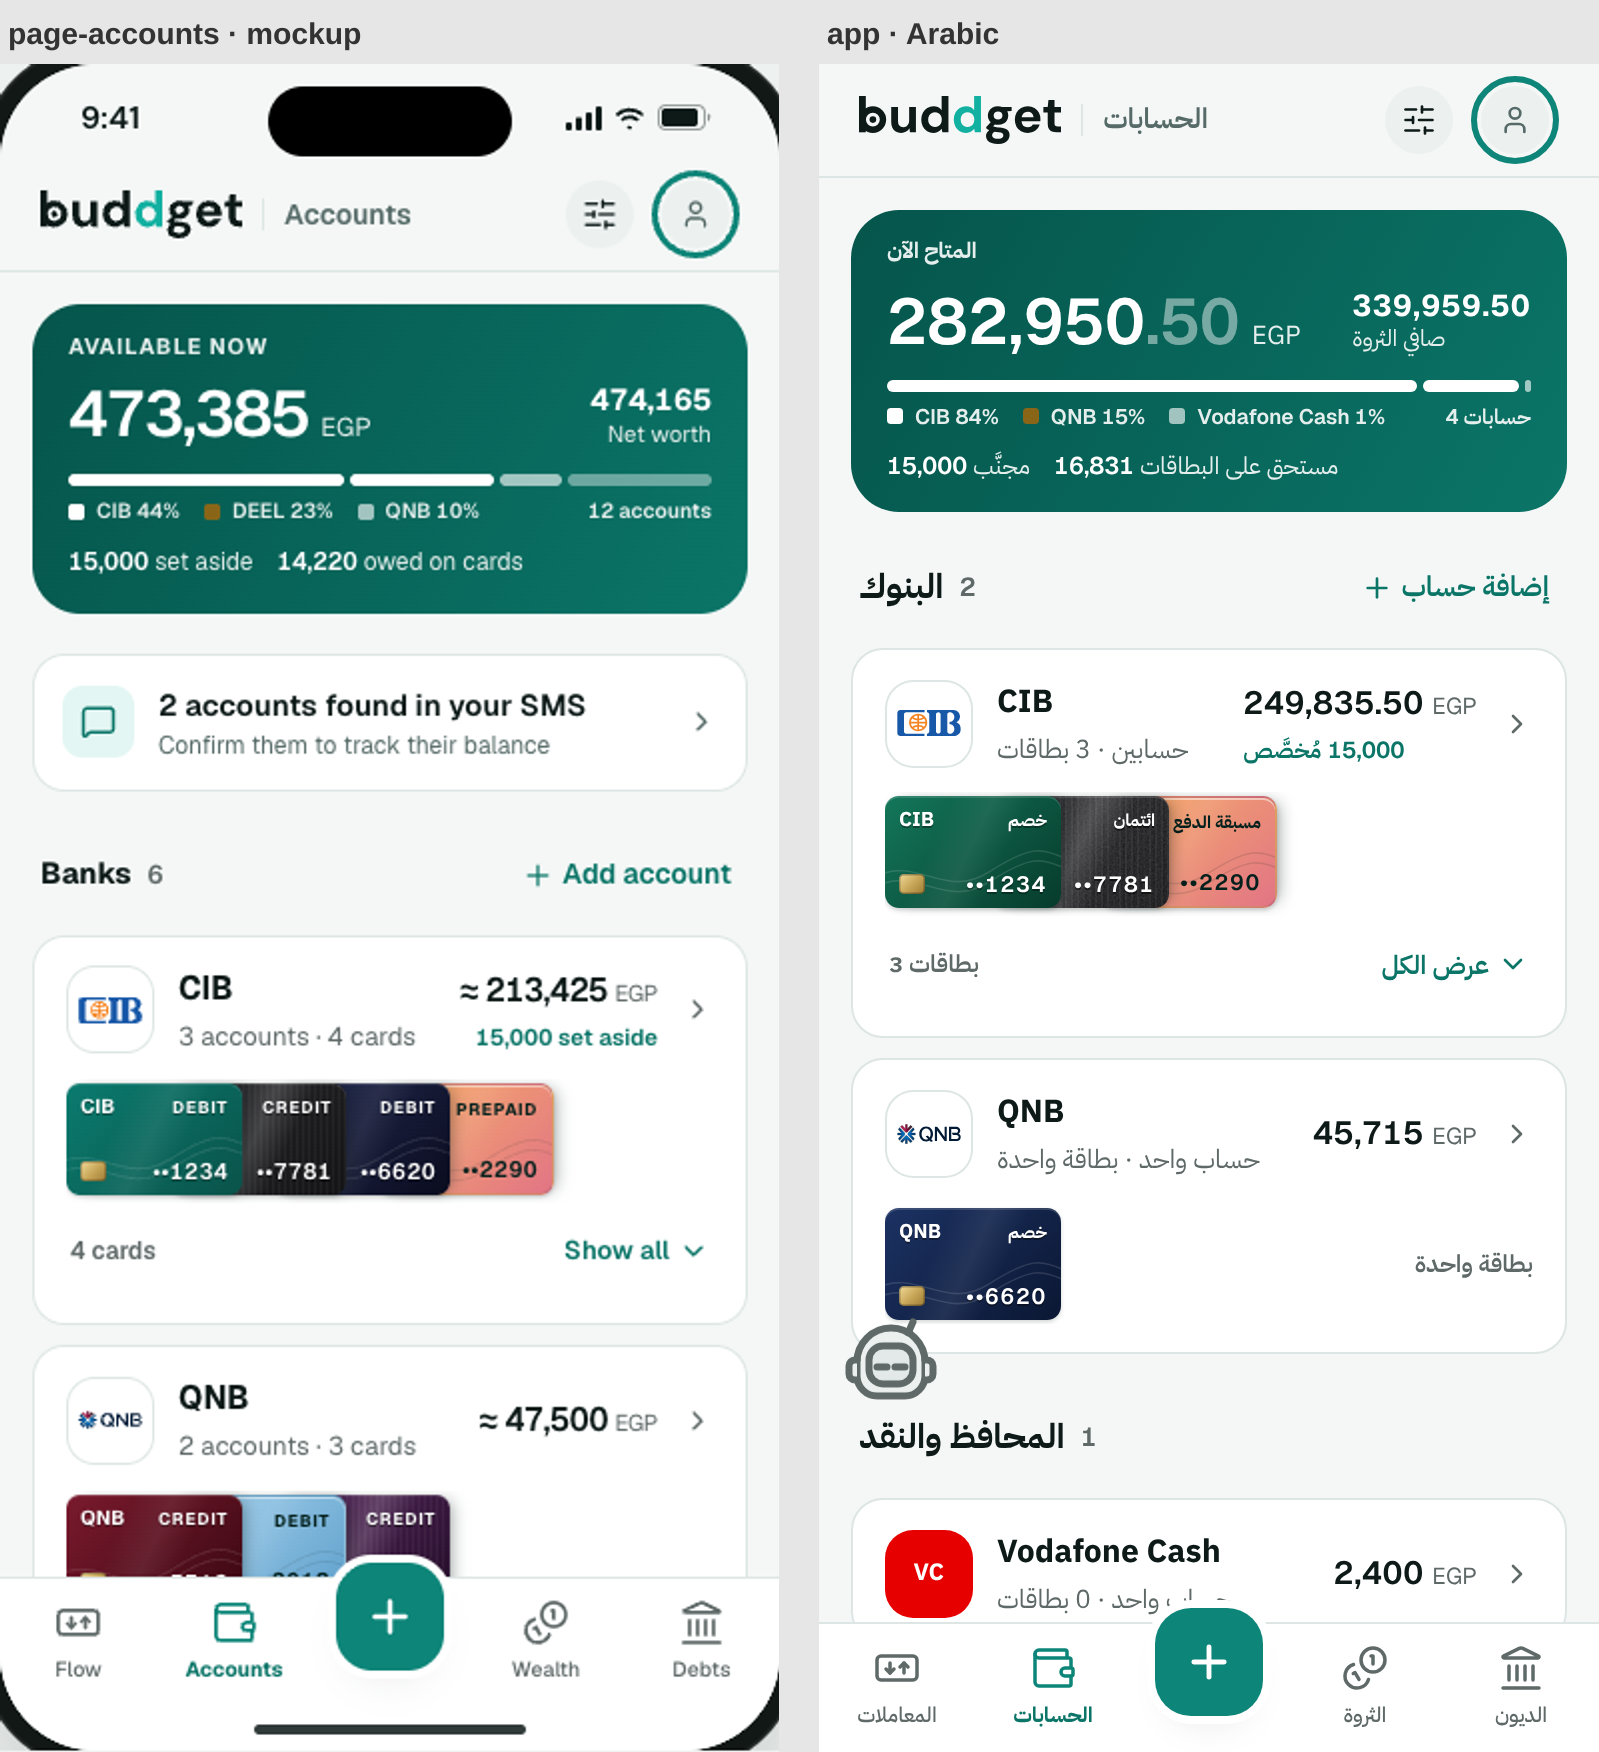 page-accounts · mockup
9:41
buddget
Accounts
AVAILABLE NOW
473,385 EGP
474,165
Net worth
CIB 44%
DEEL 23%
QNB 10%
12 accounts
15,000 set aside
14,220 owed on cards
2 accounts found in your SMS
Confirm them to track their balance
Banks 6
+ Add account
CIB
CIB
≈ 213,425 EGP
3 accounts · 4 cards
15,000 set aside
CIB DEBIT
CREDIT
DEBIT
PREPAID
••1234
••7781
••6620
••2290
4 cards
Show all
QNB
QNB
≈ 47,500 EGP
2 accounts · 3 cards
QNB CREDIT
DEBIT
CREDIT
Flow
Accounts
Wealth
Debts
app · Arabic
buddget
الحسابات
المتاح الآن
282,950.50 EGP
339,959.50
صافي الثروة
CIB 84%
QNB 15%
Vodafone Cash 1%
4 حسابات
15,000 مجنَّب
16,831 مستحق على البطاقات
البنوك 2
+ إضافة حساب
CIB
CIB
249,835.50 EGP
حسابين · 3 بطاقات
15,000 مُخصَّص
CIB خصم
ائتمان
مسبقة الدفع
••1234
••7781
••2290
3 بطاقات
عرض الكل
QNB
QNB
45,715 EGP
حساب واحد · بطاقة واحدة
QNB خصم
••6620
بطاقة واحدة
المحافظ والنقد 1
VC
Vodafone Cash
2,400 EGP
واحد · 0 بطاقات
المعاملات
الحسابات
الثروة
الديون